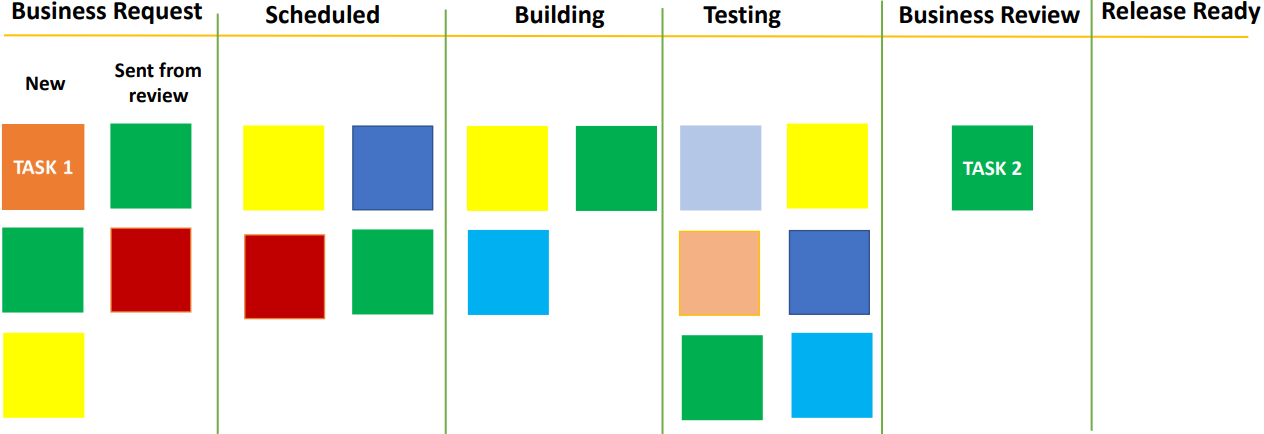 Business Request
Scheduled
Building
Testing
Business Review
Release Ready
New
Sent from
review
TASK 1
TASK 2